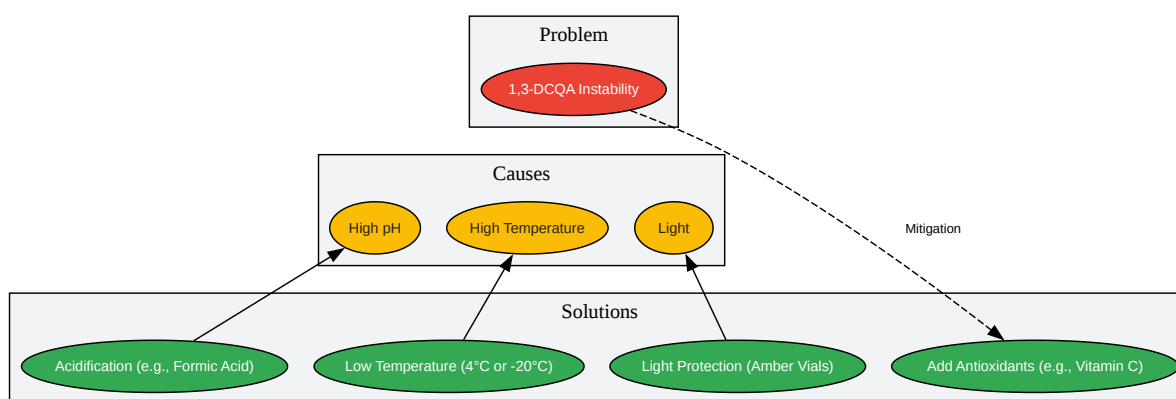 Problem
1,3-DCQA Instability
Causes
High pH
High Temperature
Light
Mitigation
Solutions
Acidification (e.g., Formic Acid)
Low Temperature (4°C or -20°C)
Light Protection (Amber Vials)
Add Antioxidants (e.g., Vitamin C)